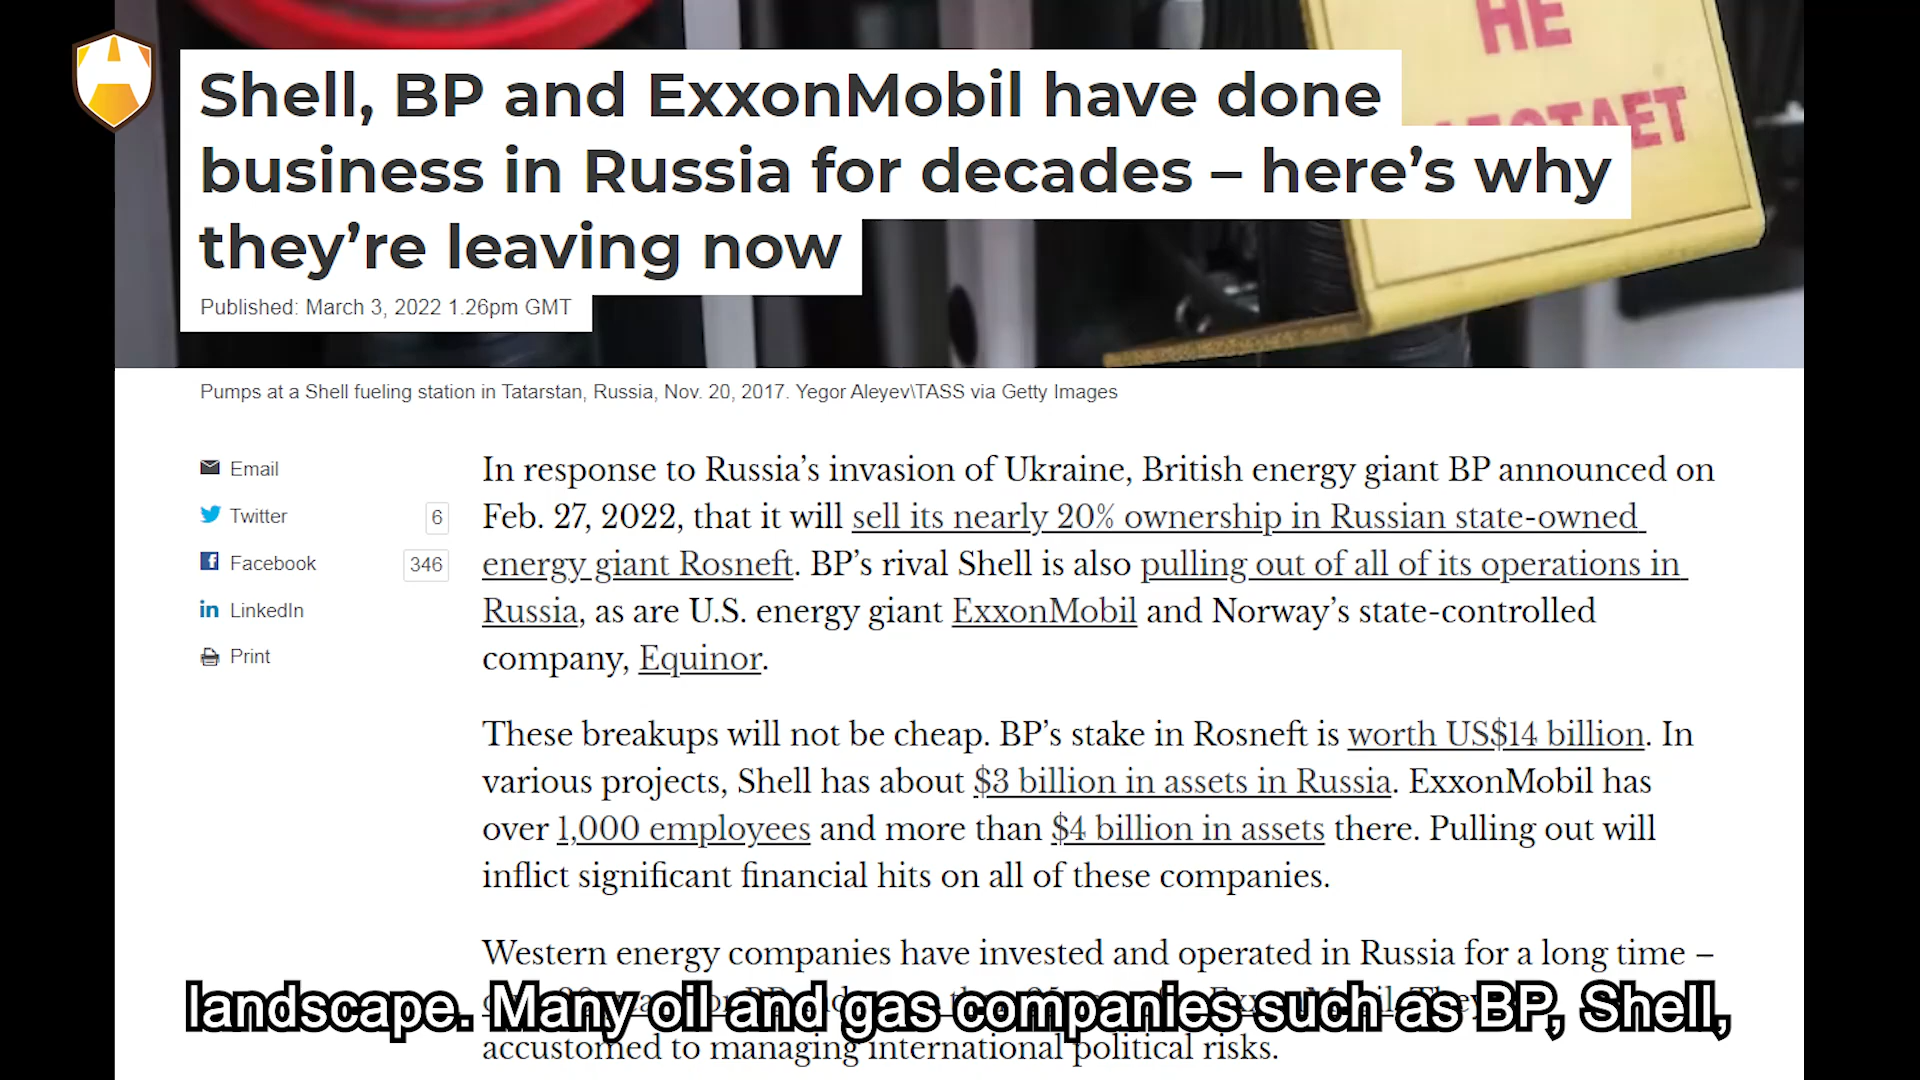 НЕ
Shell, BP and ExxonMobil have done
business in Russia for decades – here’s why
they’re leaving now
Published: March 3, 2022 1.26pm GMT
Pumps at a Shell fueling station in Tatarstan, Russia, Nov. 20, 2017. Yegor Aleyev\TASS via Getty Images
Email
Twitter 6
Facebook 346
LinkedIn
Print
In response to Russia’s invasion of Ukraine, British energy giant BP announced on
Feb. 27, 2022, that it will sell its nearly 20% ownership in Russian state-owned
energy giant Rosneft. BP’s rival Shell is also pulling out of all of its operations in
Russia, as are U.S. energy giant ExxonMobil and Norway’s state-controlled
company, Equinor.
These breakups will not be cheap. BP’s stake in Rosneft is worth US$14 billion. In
various projects, Shell has about $3 billion in assets in Russia. ExxonMobil has
over 1,000 employees and more than $4 billion in assets there. Pulling out will
inflict significant financial hits on all of these companies.
Western energy companies have invested and operated in Russia for a long time –
landscape. Many oil and gas companies such as BP, Shell,
accustomed to managing international political risks.